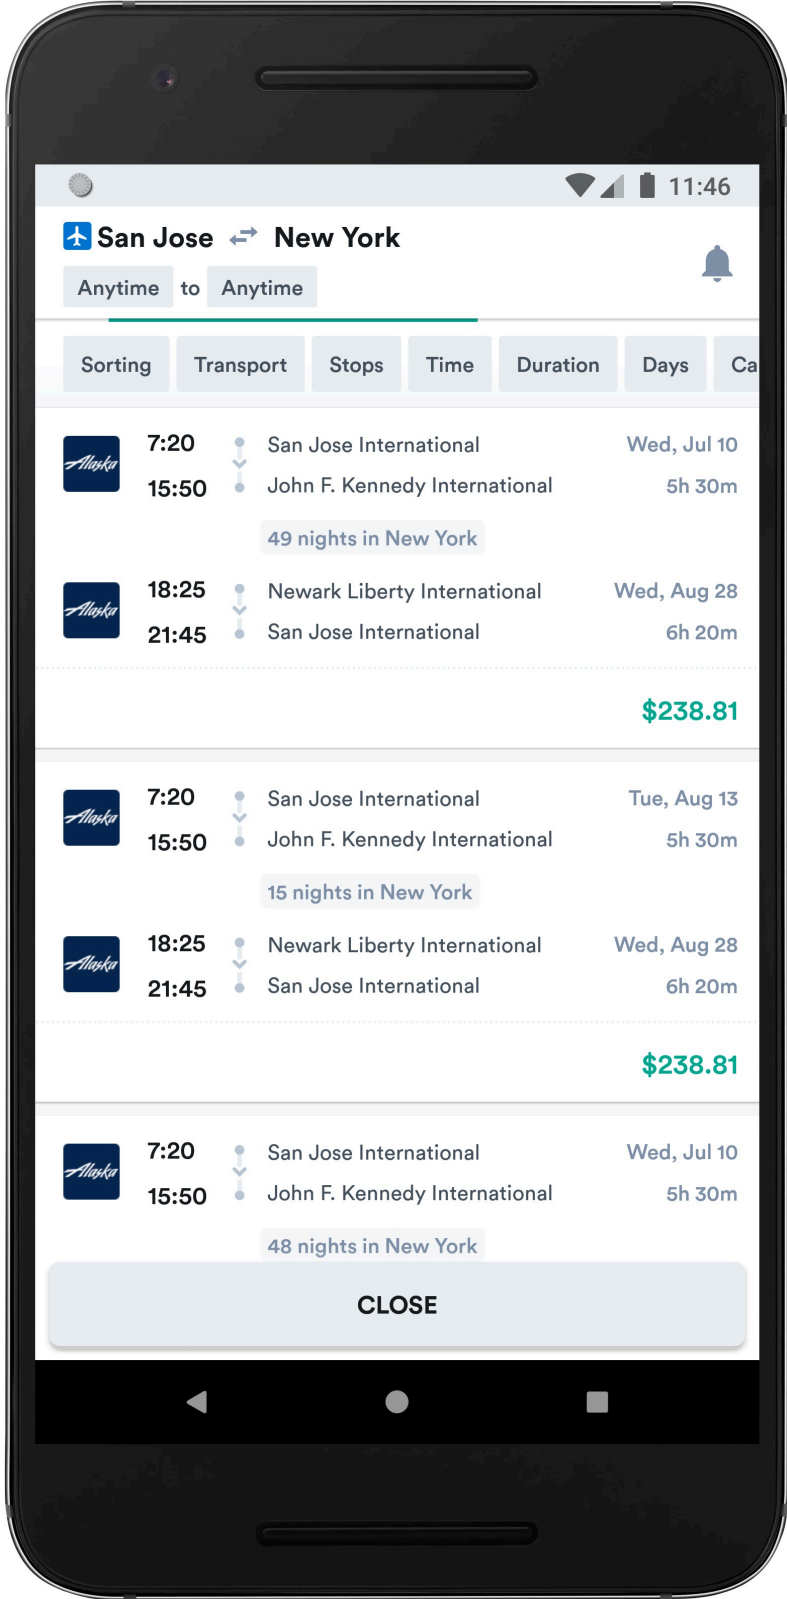 11:46
San Jose New York
Anytime to Anytime
Sorting Transport Stops Time Duration Days Ca
Alaska 7:20 San Jose International Wed, Jul 10
15:50 John F. Kennedy International 5h 30m
49 nights in New York
Alaska 18:25 Newark Liberty International Wed, Aug 28
21:45 San Jose International 6h 20m
$238.81
Alaska 7:20 San Jose International Tue, Aug 13
15:50 John F. Kennedy International 5h 30m
15 nights in New York
Alaska 18:25 Newark Liberty International Wed, Aug 28
21:45 San Jose International 6h 20m
$238.81
Alaska 7:20 San Jose International Wed, Jul 10
15:50 John F. Kennedy International 5h 30m
48 nights in New York
CLOSE